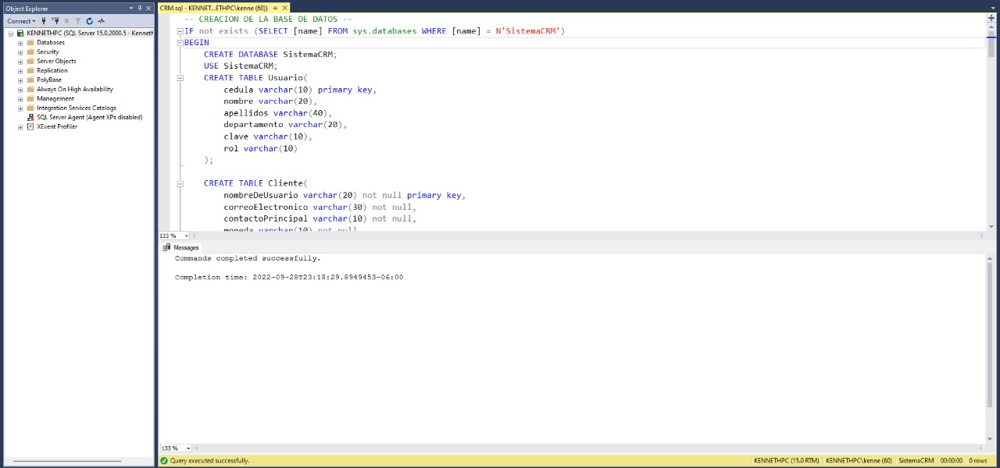 Object Explorer
Connect
KENNETHPC (SQL Server 15.0.2000.5 - Kenneth
Databases
Security
Server Objects
Replication
PolyBase
Always On High Availability
Management
Integration Services Catalogs
SQL Server Agent (Agent XPs disabled)
XEvent Profiler
CRM.sql - KENNET...ETHPC\kenne (60))
-- CREACION DE LA BASE DE DATOS --
IF not exists (SELECT [name] FROM sys.databases WHERE [name] = N'SistemaCRM')
BEGIN
CREATE DATABASE SistemaCRM;
USE SistemaCRM;
CREATE TABLE Usuario(
cedula varchar(10) primary key,
nombre varchar(20),
apellidos varchar(40),
departamento varchar(20),
clave varchar(10),
rol varchar(10)
);
CREATE TABLE Cliente(
nombreDeUsuario varchar(20) not null primary key,
correoElectronico varchar(30) not null,
contactoPrincipal varchar(10) not null,
moneda varchar(10) not null
133 %
Messages
Commands completed successfully.
Completion time: 2022-09-28T23:18:29.8949453-06:00
133 %
Query executed successfully.
KENNETHPC (15.0 RTM)
KENNETHPC\kenne (60)
SistemaCRM
00:00:00
0 rows